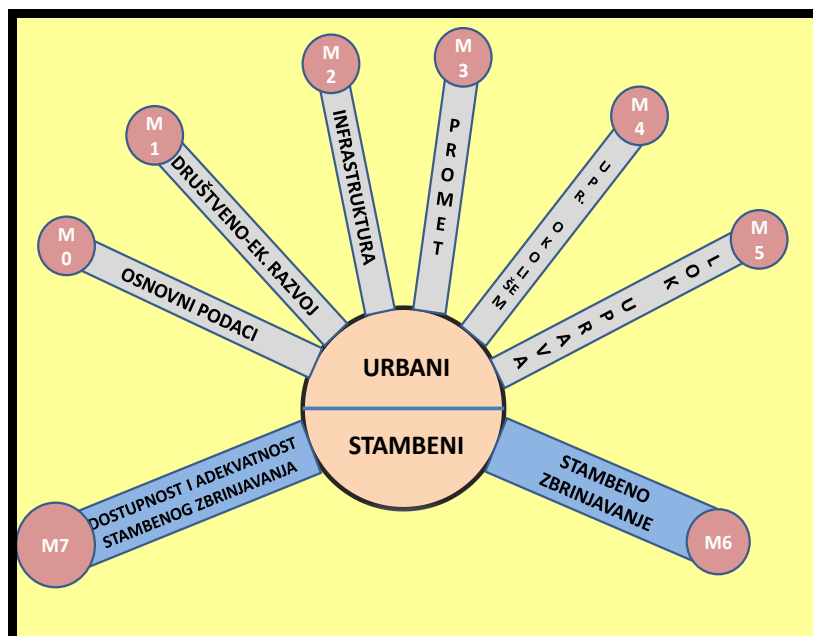 M
0
OSNOVNI PODACI
M
1
DRUŠTVENO-EK. RAZVOJ
M
2
INFRASTRUKTURA
M
3
PROMET
M
4
UPR. OKOLIŠEM
M
5
LOK UPRAVA
URBANI
STAMBENI
STAMBENO
ZBRINJAVANJE
M6
DOSTUPNOST I ADEKVATNOST
STAMBENOG ZBRINJAVANJA
M7